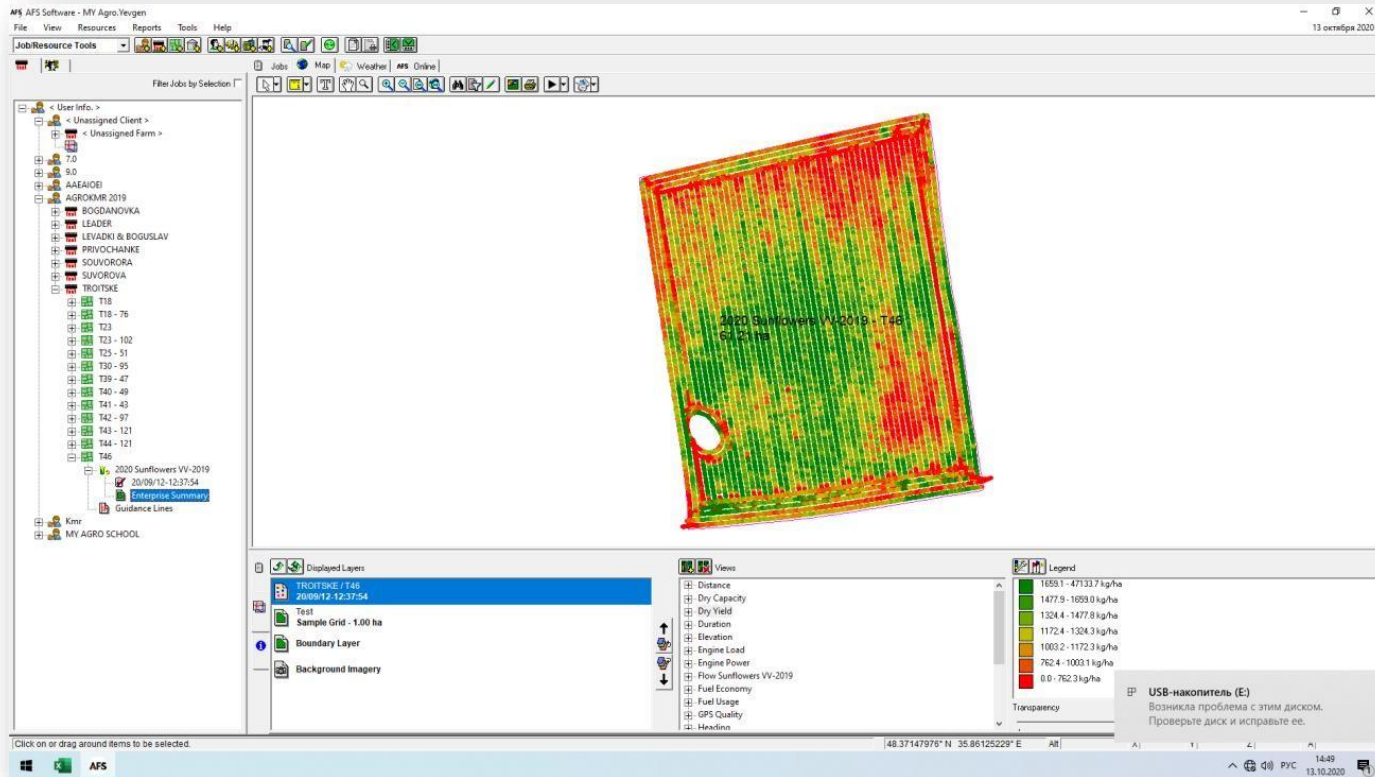 AFS AFS Software - MY Agro.Yevgen
File View Resources Reports Tools Help
13 октября 2020
Job/Resource Tools
Jobs Map Weather AFS Online
Filter Jobs by Selection
< User Info. >
< Unassigned Client >
< Unassigned Farm >
7.0
9.0
AAEAIOEI
AGROKMR 2019
BOGDANOVKA
LEADER
LEVADKI & BOGUSLAV
PRIVOCHANKE
SOUVORORA
SUVOROVA
TROITSKE
T18
T18 - 76
T23
T23 - 102
T25 - 51
T30 - 95
T39 - 47
T40 - 49
T41 - 43
T42 - 97
T43 - 121
T44 - 121
T46
2020 Sunflowers VV-2019
20/09/12-12:37:54
Enterprise Summary
Guidance Lines
Kmr
MY AGRO SCHOOL
2020 Sunflowers VV-2019 - T46
61.21 ha
Displayed Layers
TROITSKE / T46
20/09/12-12:37:54
Test
Sample Grid - 1.00 ha
Boundary Layer
Background Imagery
Views
Distance
Dry Capacity
Dry Yield
Duration
Elevation
Engine Load
Engine Power
Flow Sunflowers VV-2019
Fuel Economy
Fuel Usage
GPS Quality
Heading
Legend
1659.1 - 47133.7 kg/ha
1477.9 - 1659.0 kg/ha
1324.4 - 1477.8 kg/ha
1172.4 - 1324.3 kg/ha
1003.2 - 1172.3 kg/ha
762.4 - 1003.1 kg/ha
0.0 - 762.3 kg/ha
Transparency
USB-накопитель (E:)
Возникла проблема с этим диском.
Проверьте диск и исправьте ее.
Click on or drag around items to be selected.
48.37147976° N 35.86125229° E Alt
AFS
РУС
14:49
13.10.2020